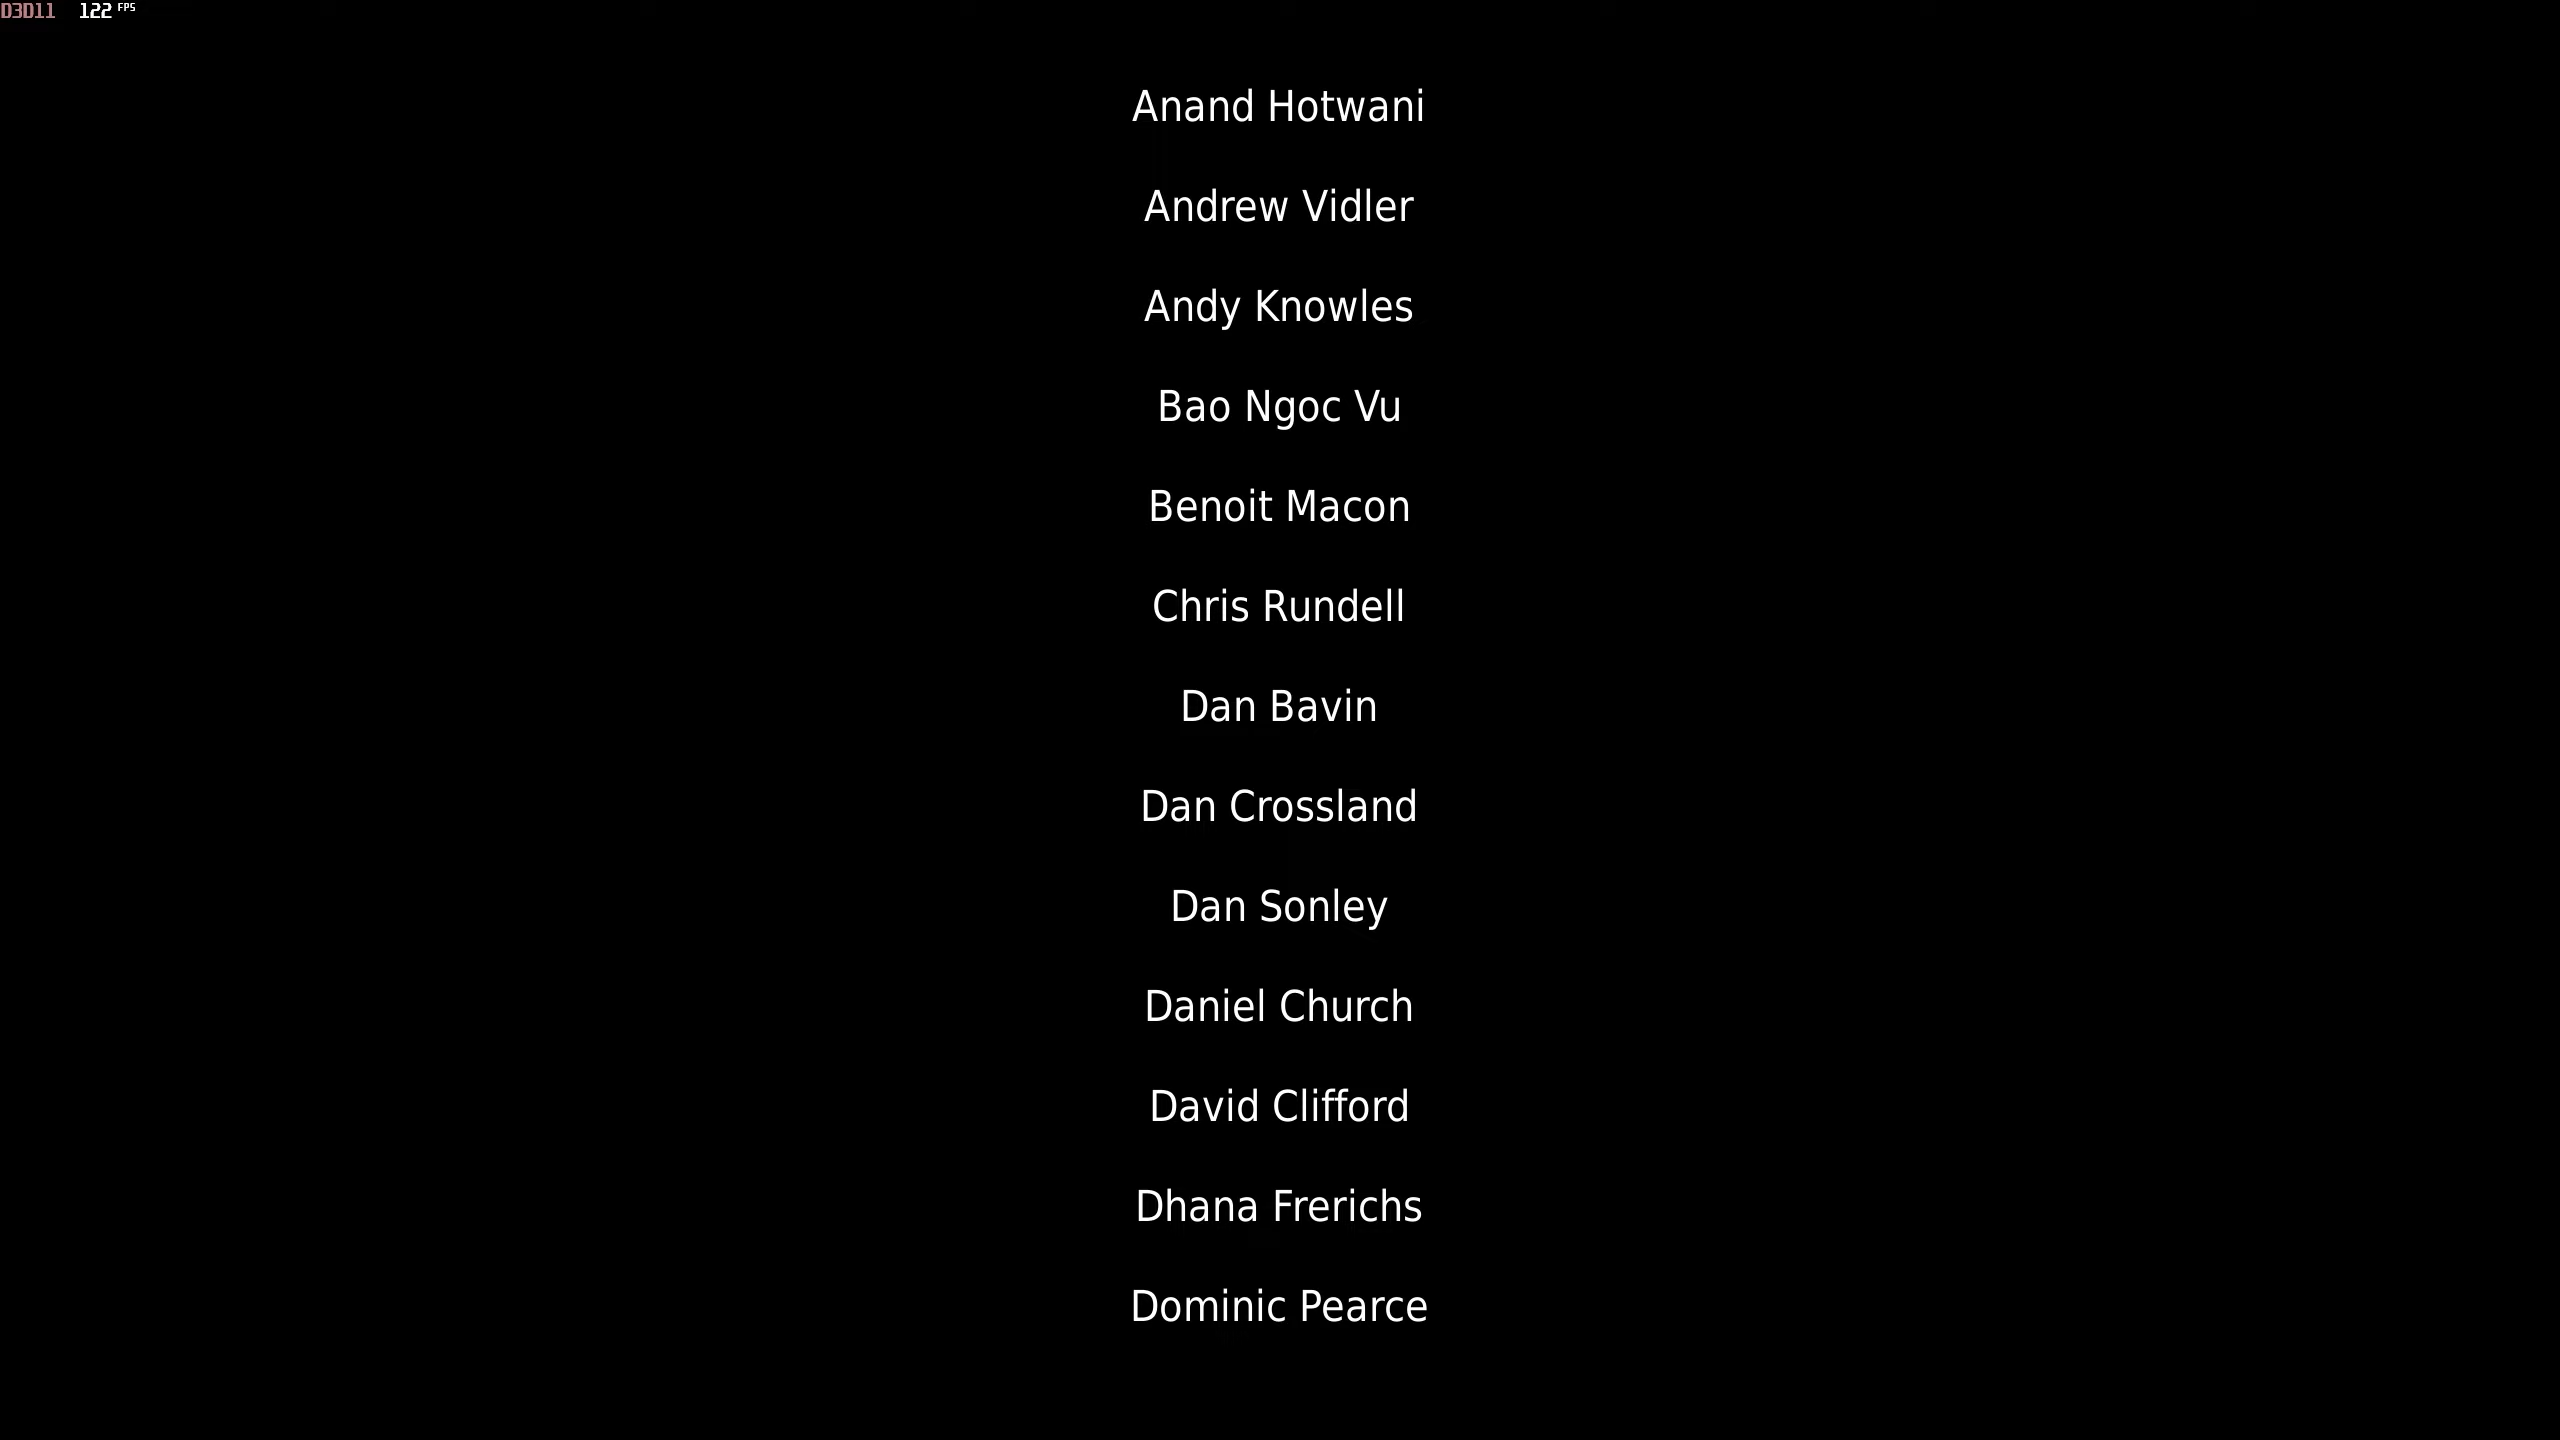 D3D11 122 FPS
Anand Hotwani
Andrew Vidler
Andy Knowles
Bao Ngoc Vu
Benoit Macon
Chris Rundell
Dan Bavin
Dan Crossland
Dan Sonley
Daniel Church
David Clifford
Dhana Frerichs
Dominic Pearce